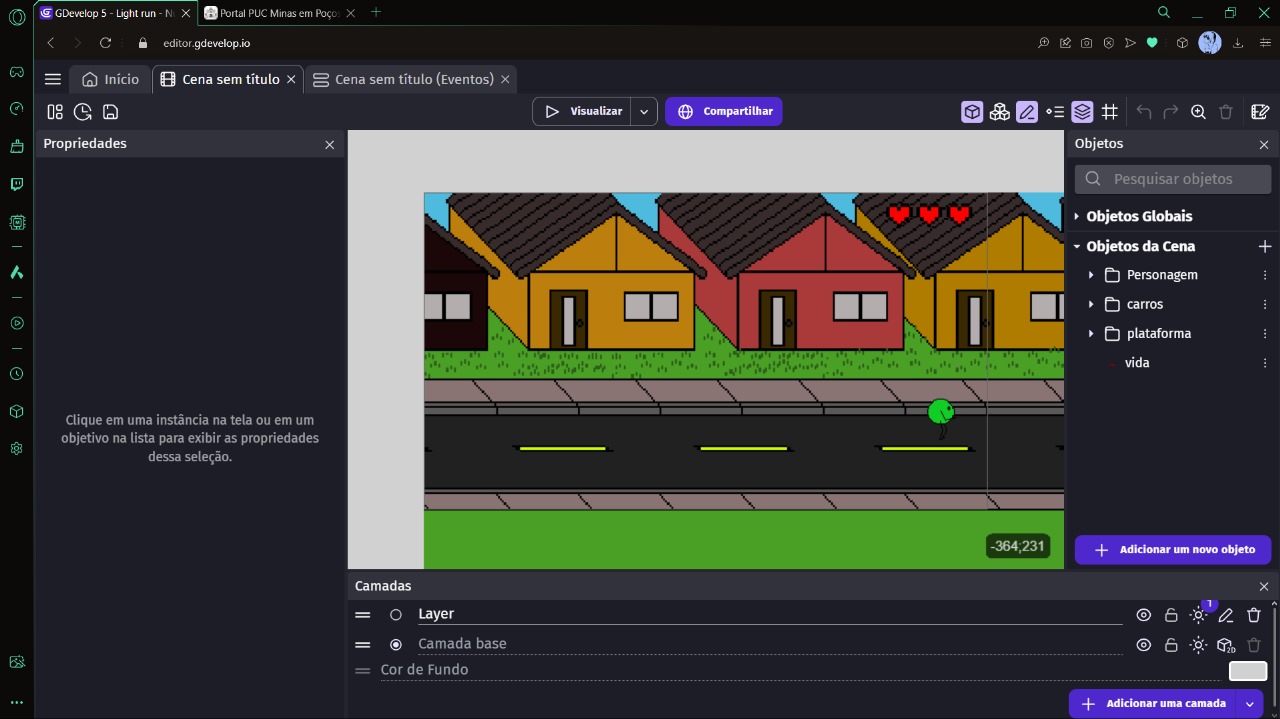 GDevelop 5 - Light run - Nu
Portal PUC Minas em Poços
editor.gdevelop.io
Início
Cena sem título
Cena sem título (Eventos)
Visualizar
Compartilhar
Propriedades
Clique em uma instância na tela ou em um
objetivo na lista para exibir as propriedades
dessa seleção.
-364;231
Objetos
Pesquisar objetos
Objetos Globais
Objetos da Cena
Personagem
carros
plataforma
vida
Adicionar um novo objeto
Camadas
Layer
1
Camada base
2D
Cor de Fundo
Adicionar uma camada